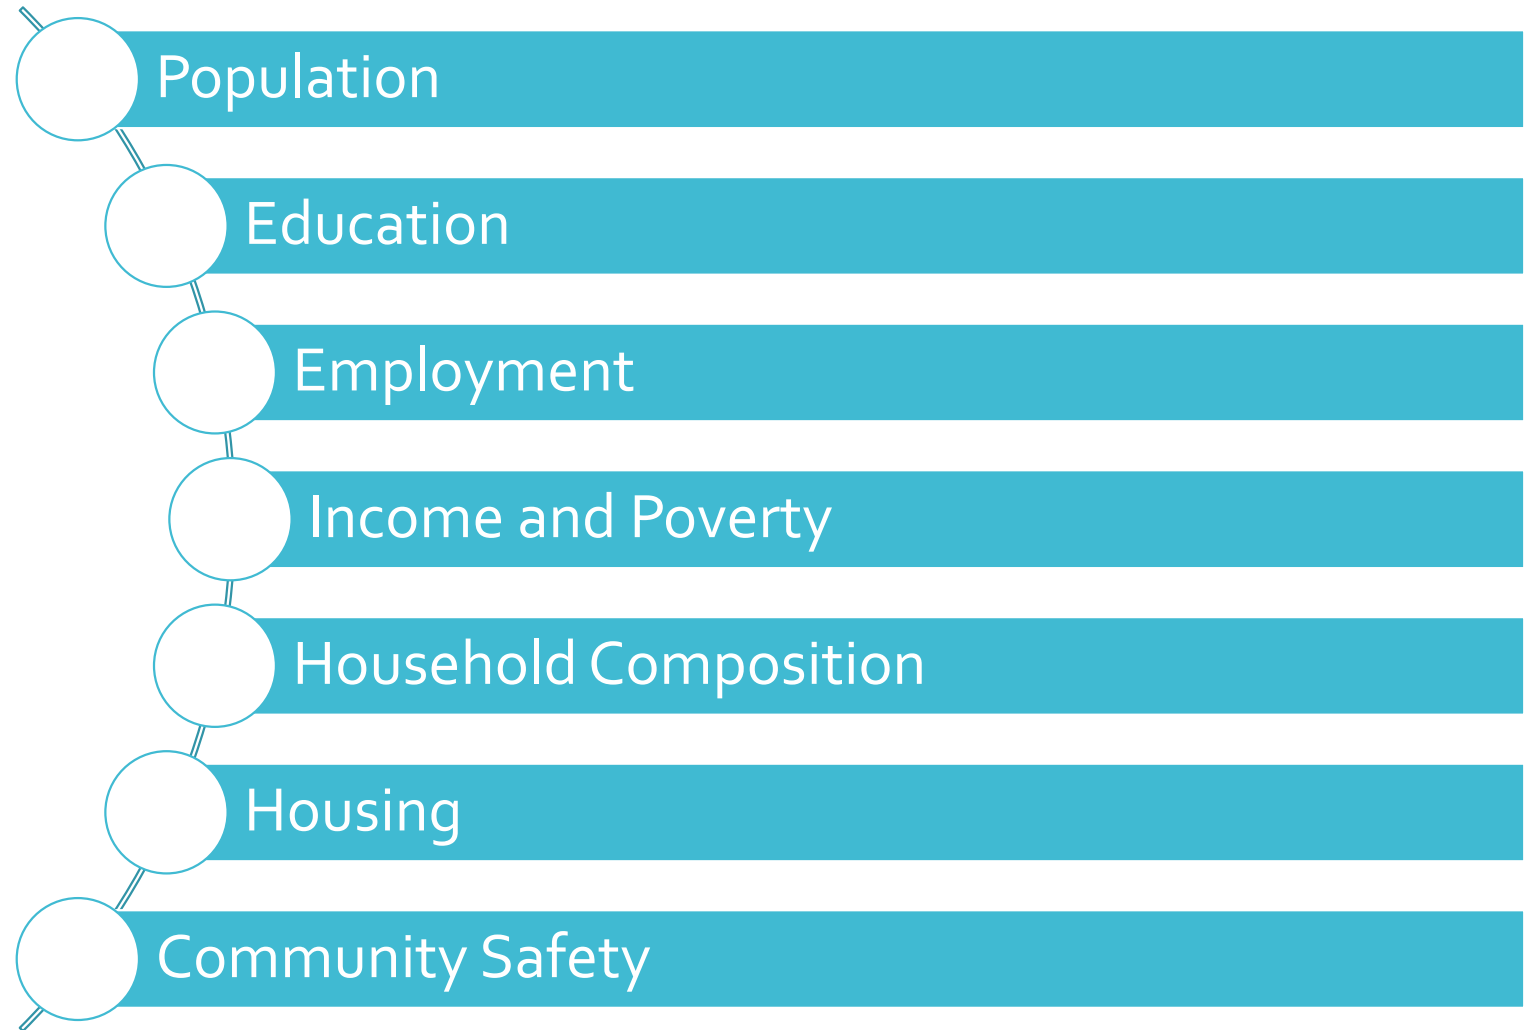 Population
Education
Employment
Income and Poverty
Household Composition
Housing
Community Safety